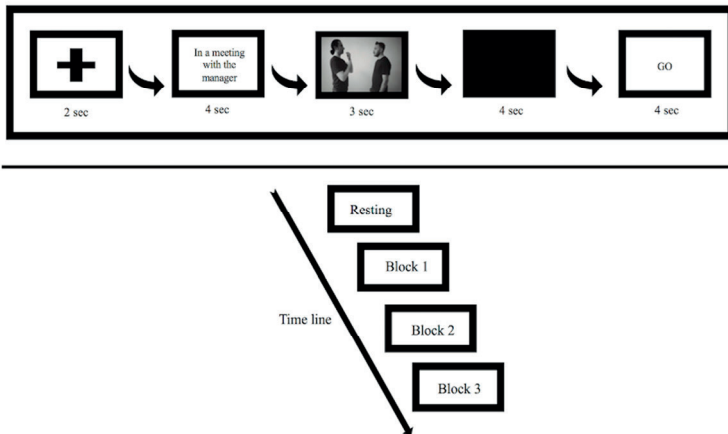 In a meeting
with the
manager
GO
2 sec
4 sec
3 sec
4 sec
4 sec
Resting
Block 1
Time line
Block 2
Block 3